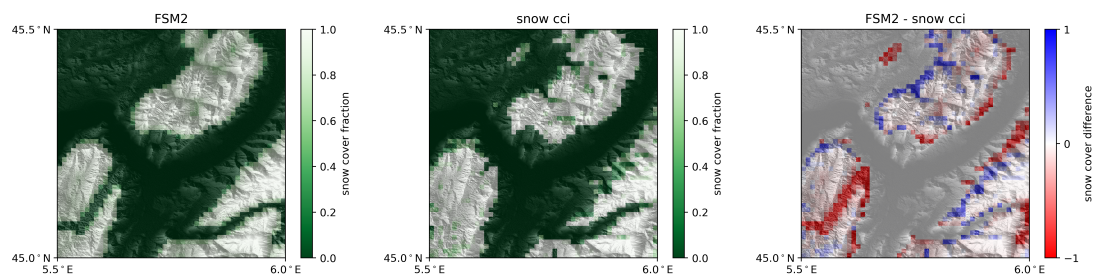 FSM2
45.5°N
45.0°N
5.5°E
6.0°E
1.0
0.8
0.6
0.4
0.2
0.0
snow cover fraction
snow cci
45.5°N
45.0°N
5.5°E
6.0°E
1.0
0.8
0.6
0.4
0.2
0.0
snow cover fraction
FSM2 - snow cci
45.5°N
45.0°N
5.5°E
6.0°E
1
0
−1
snow cover difference